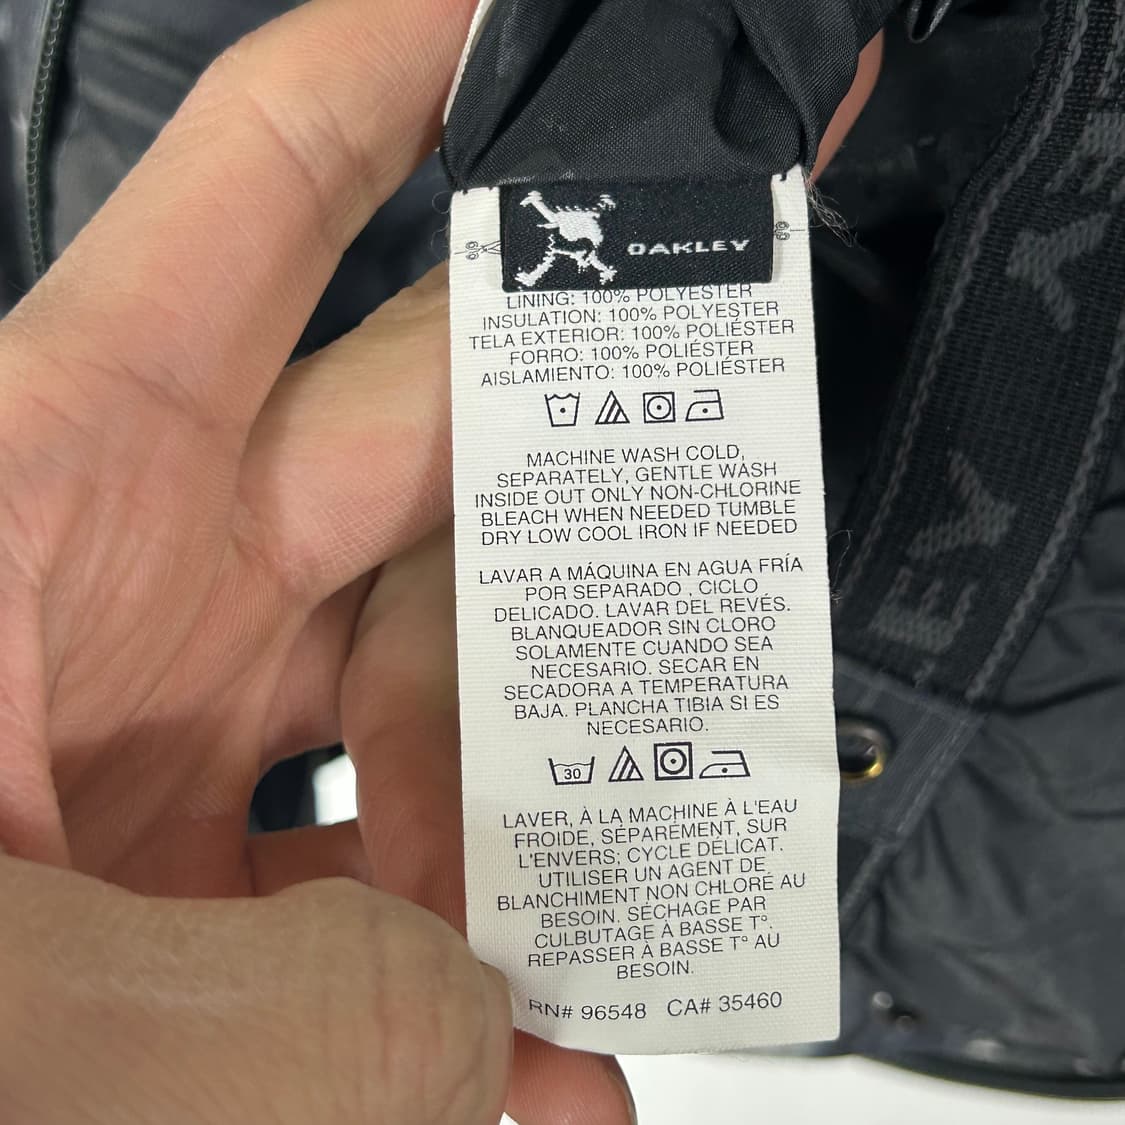 OAKLEY
LINING: 100% POLYESTER
INSULATION: 100% POLYESTER
TELA EXTERIOR: 100% POLIÉSTER
FORRO: 100% POLIÉSTER
AISLAMIENTO: 100% POLIÉSTER
MACHINE WASH COLD,
SEPARATELY, GENTLE WASH
INSIDE OUT ONLY NON-CHLORINE
BLEACH WHEN NEEDED TUMBLE
DRY LOW COOL IRON IF NEEDED
LAVAR A MÁQUINA EN AGUA FRÍA
POR SEPARADO , CICLO
DELICADO. LAVAR DEL REVÉS.
BLANQUEADOR SIN CLORO
SOLAMENTE CUANDO SEA
NECESARIO. SECAR EN
SECADORA A TEMPERATURA
BAJA. PLANCHA TIBIA SI ES
NECESARIO.
30
LAVER, À LA MACHINE À L'EAU
FROIDE, SÉPARÉMENT, SUR
L'ENVERS; CYCLE DÉLICAT.
UTILISER UN AGENT DE
BLANCHIMENT NON CHLORÉ AU
BESOIN. SÉCHAGE PAR
CULBUTAGE À BASSE T°.
REPASSER À BASSE T° AU
BESOIN.
RN# 96548 CA# 35460